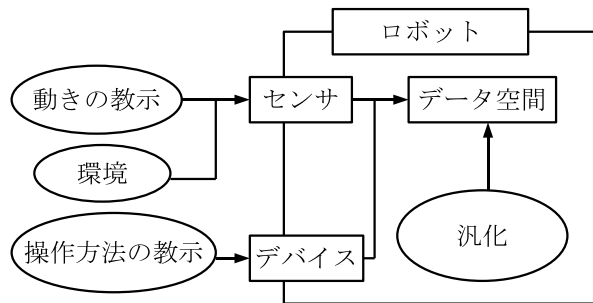 ロボット
動きの教示
センサ
データ空間
環境
操作方法の教示
デバイス
汎化